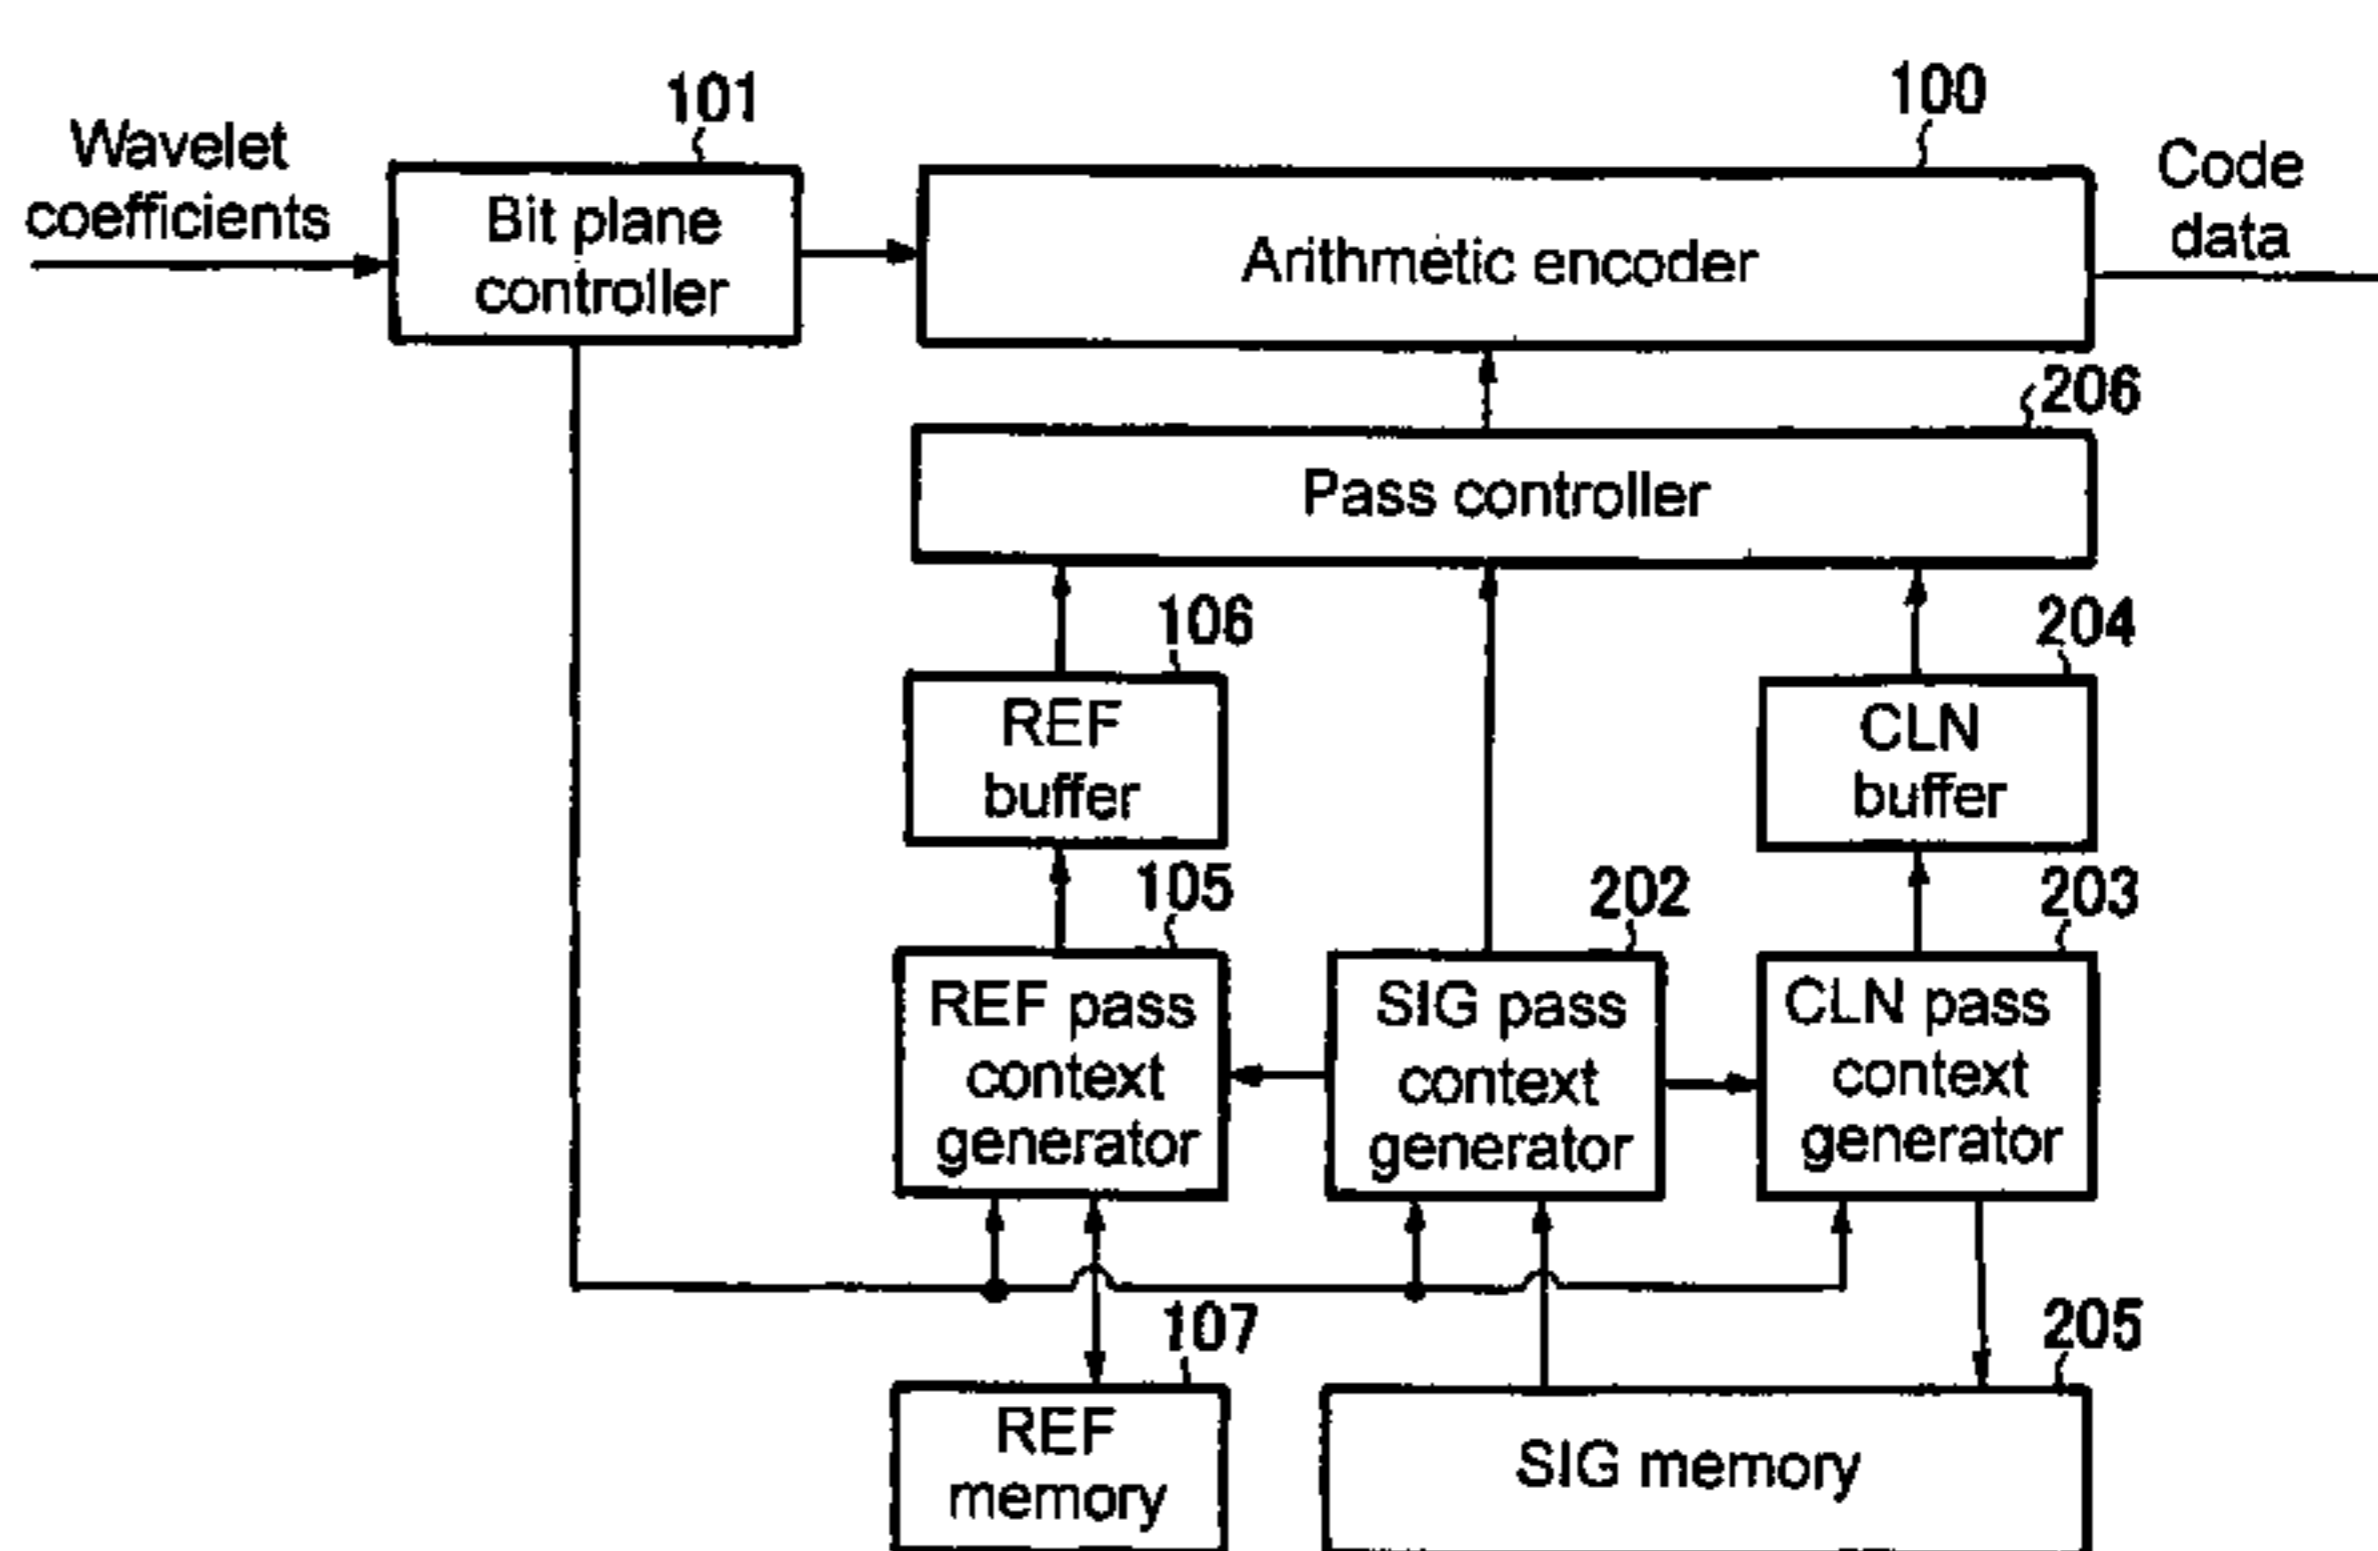 101
100
Wavelet
coefficients
Bit plane
controller
Arithmetic encoder
Code
data
206
Pass controller
106
204
REF
buffer
CLN
buffer
105
202
203
REF pass
context
generator
SIG pass
context
generator
CLN pass
context
generator
107
205
REF
memory
SIG memory